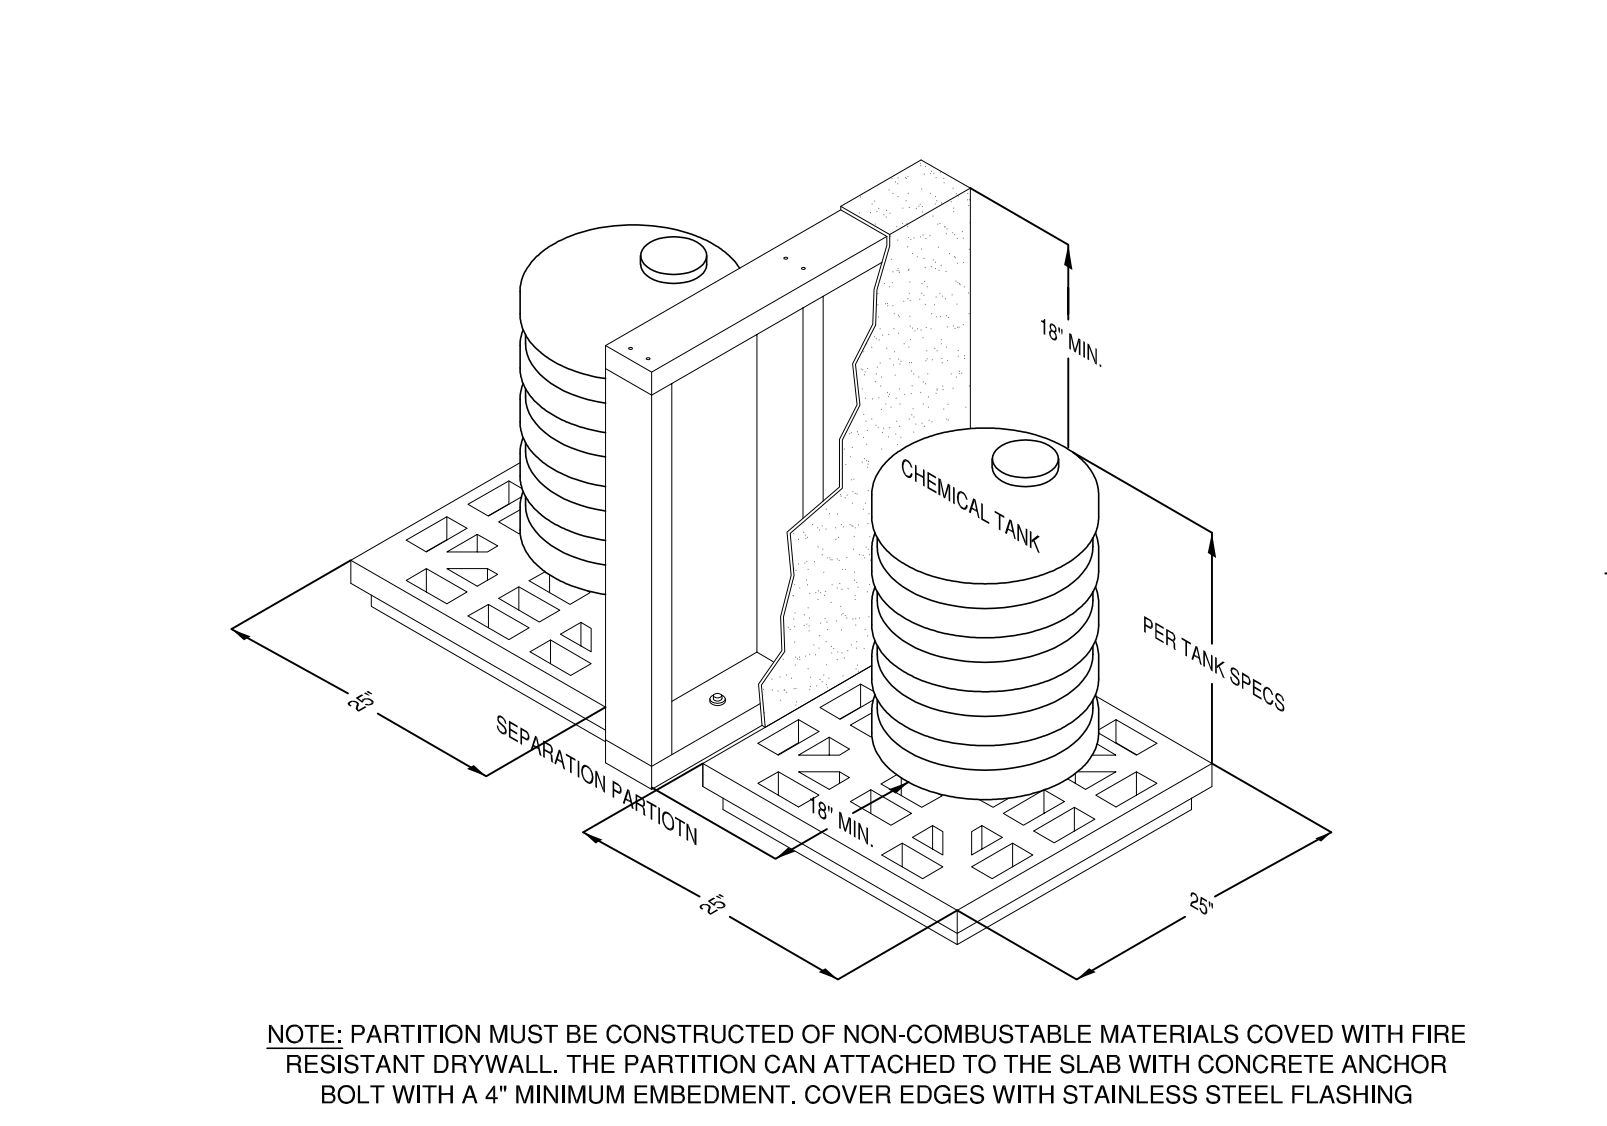 18" MIN.
CHEMICAL TANK
PER TANK SPECS
25"
SEPARATION PARTIOTN
18" MIN.
25"
25"
NOTE: PARTITION MUST BE CONSTRUCTED OF NON-COMBUSTABLE MATERIALS COVED WITH FIRE
RESISTANT DRYWALL. THE PARTITION CAN ATTACHED TO THE SLAB WITH CONCRETE ANCHOR
BOLT WITH A 4" MINIMUM EMBEDMENT. COVER EDGES WITH STAINLESS STEEL FLASHING